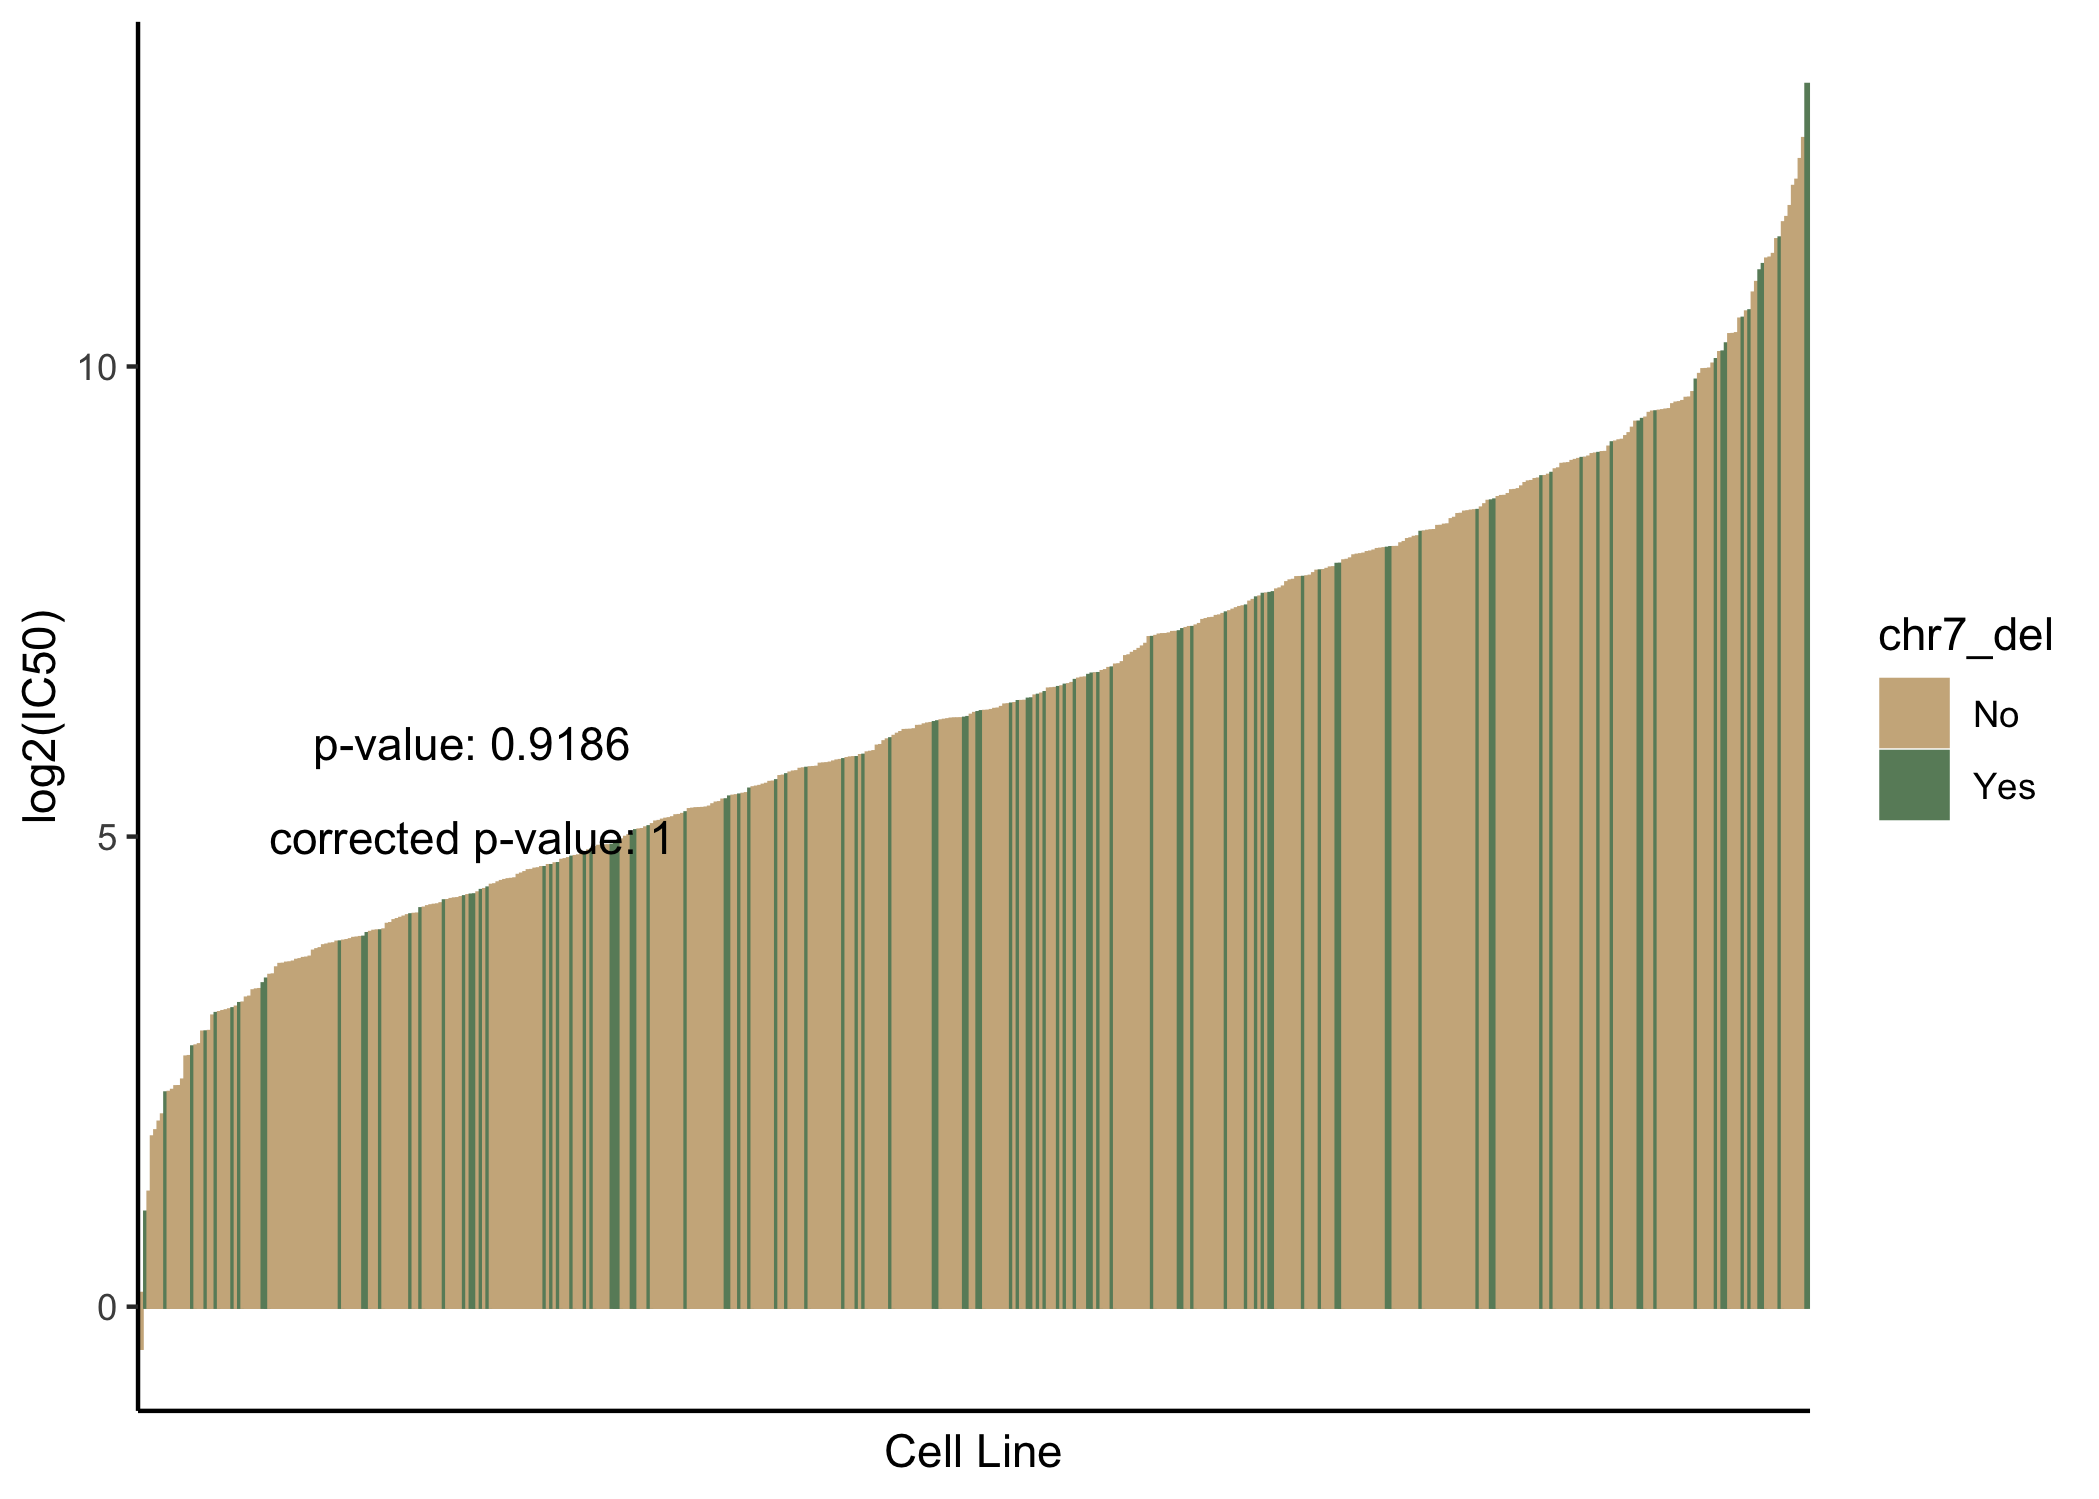 log2(IC50)
10
5
0
p-value: 0.9186
corrected p-value: 1
Cell Line
chr7_del
No
Yes